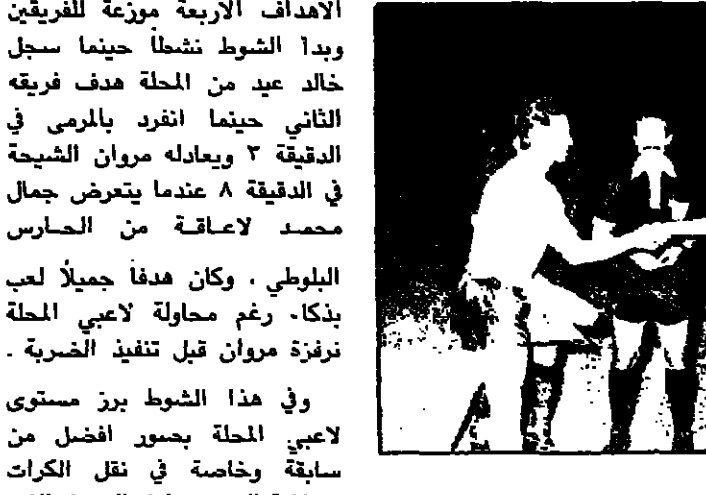 الاهداف الاربعة موزعة للفريقين
وبدأ الشوط نشطاً حينما سجل
خالد عيد من المحلة هدف فريقه
الثاني حينما انفرد بالمرمى في
الدقيقة ٣ ويعادله مروان الشيحة
في الدقيقة ٨ عندما يتعرض جمال
محمد لاعاقة من الحارس
البلوطي . وكان هدفاً جميلاً لعب
بذكاء رغم محاولة لاعبي المحلة
نرفزة مروان قبل تنفيذ الضربة .
وفي هذا الشوط برز مستوى
لاعبي المحلة بصور افضل من
سابقة وخاصة في نقل الكرات